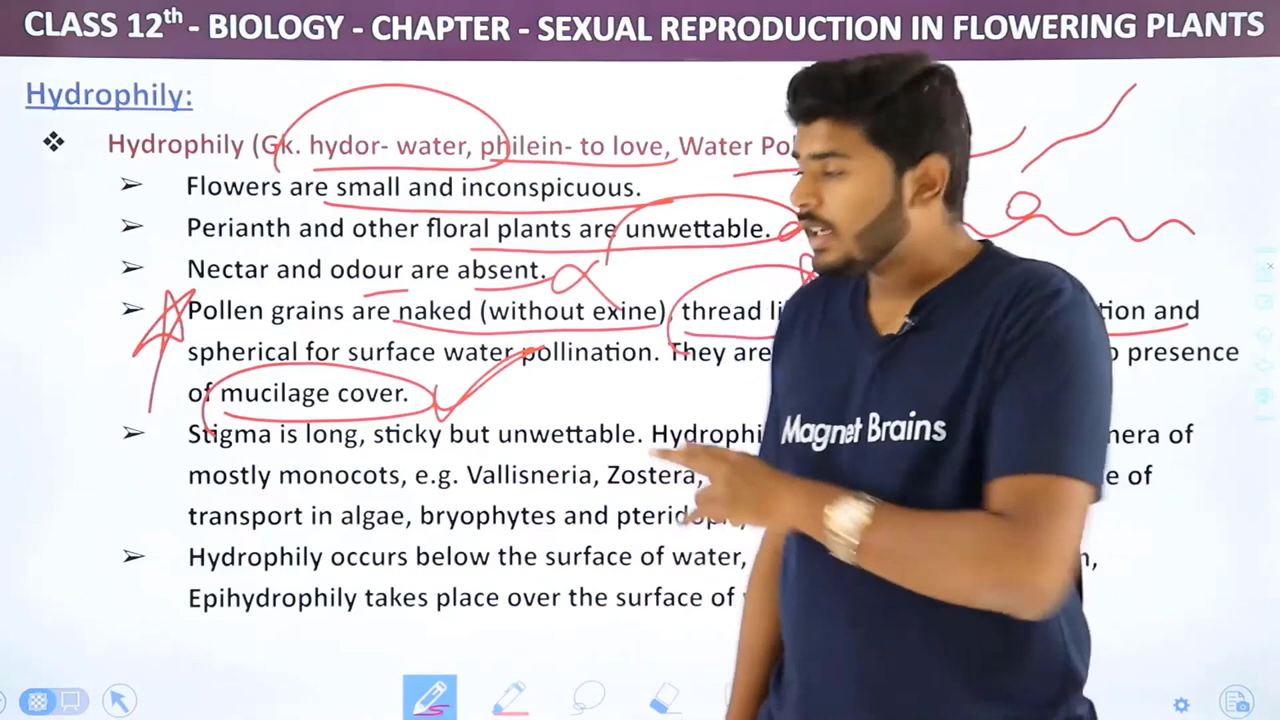 CLASS 12th - BIOLOGY - CHAPTER - SEXUAL REPRODUCTION IN FLOWERING PLANTS
Hydrophily:
Hydrophily (Gk. hydor- water, philein- to love, Water
Flowers are small and inconspicuous.
Perianth and other floral plants are unwettable.
Nectar and odour are absent.
Pollen grains are naked (without exine), thread and
spherical for surface water pollination. They are presence
of mucilage cover.
Stigma is long, sticky but unwettable. of
mostly monocots, e.g. Vallisneria, Zostera, of
transport in algae, bryophytes and
Hydrophily occurs below the surface of water,
Epihydrophily takes place over the surface of
Magnet Brains